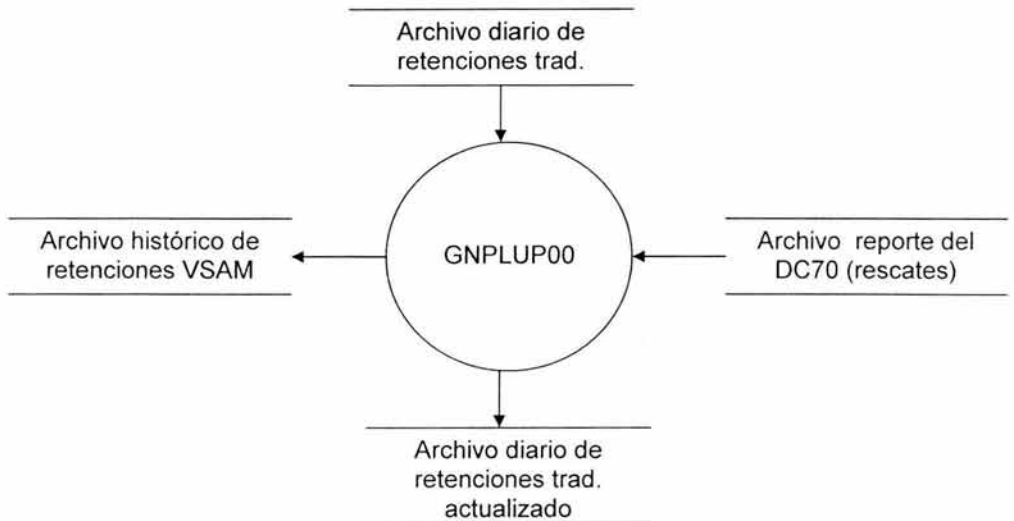 Archivo diario de
retenciones trad.
Archivo histórico de
retenciones VSAM
GNPLUP00
Archivo reporte del
DC70 (rescates)
Archivo diario de
retenciones trad.
actualizado